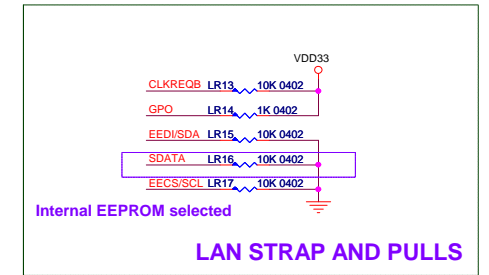 VDD33
CLKREQB LR13 10K 0402
GPO LR14 1K 0402
EEDI/SDA LR15 10K 0402
SDATA LR16 10K 0402
EECS/SCL LR17 10K 0402
Internal EEPROM selected
LAN STRAP AND PULLS